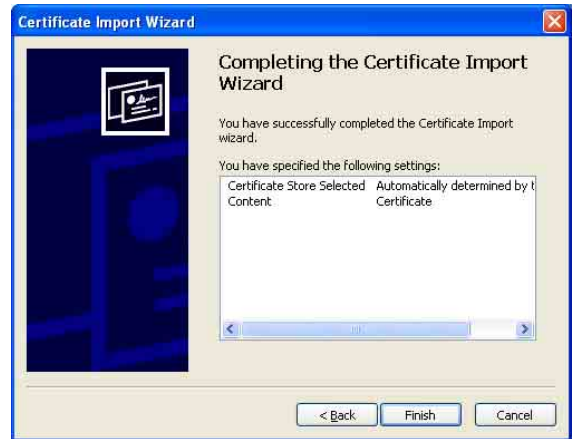 Certificate Import Wizard
Completing the Certificate Import
Wizard
You have successfully completed the Certificate Import
wizard.
You have specified the following settings:
Certificate Store Selected Automatically determined by t
Content Certificate
< Back Finish Cancel